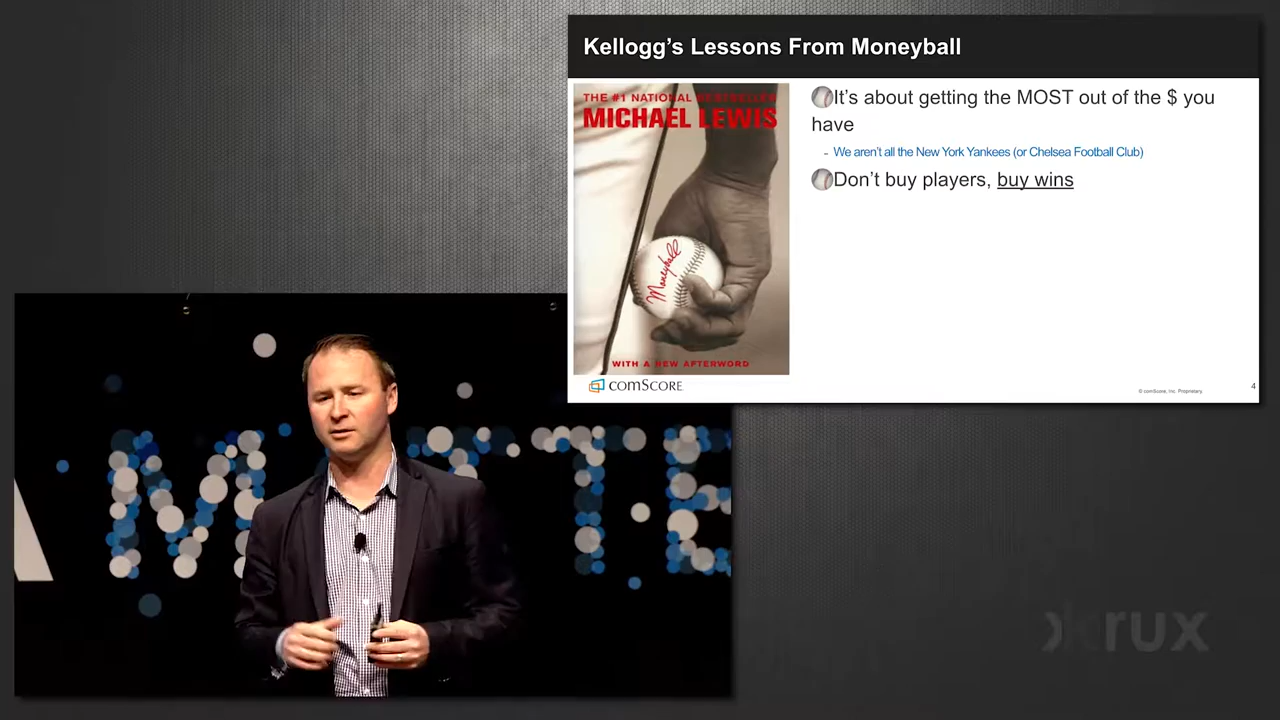 Kellogg's Lessons From Moneyball
THE #1 NATIONAL BESTSELLER
MICHAEL LEWIS
Moneyball
WITH A NEW AFTERWORD
It's about getting the MOST out of the $ you
have
- We aren't all the New York Yankees (or Chelsea Football Club)
Don't buy players, buy wins
comSCORE
© comScore, Inc. Proprietary.
4
A M TTE
rux